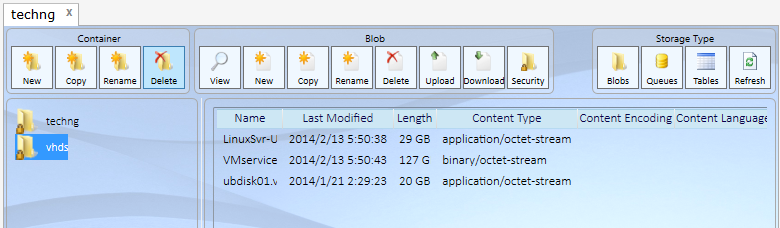 techng x
Container Blob Storage Type
New Copy Rename Delete View New Copy Rename Delete Upload Download Security Blobs Queues Tables Refresh
techng
vhds
Name Last Modified Length Content Type Content Encoding Content Language
LinuxSvr-U 2014/2/13 5:50:38 29 GB application/octet-stream
VMservice 2014/2/13 5:50:43 127 G binary/octet-stream
ubdisk01.v 2014/1/21 2:29:23 20 GB application/octet-stream